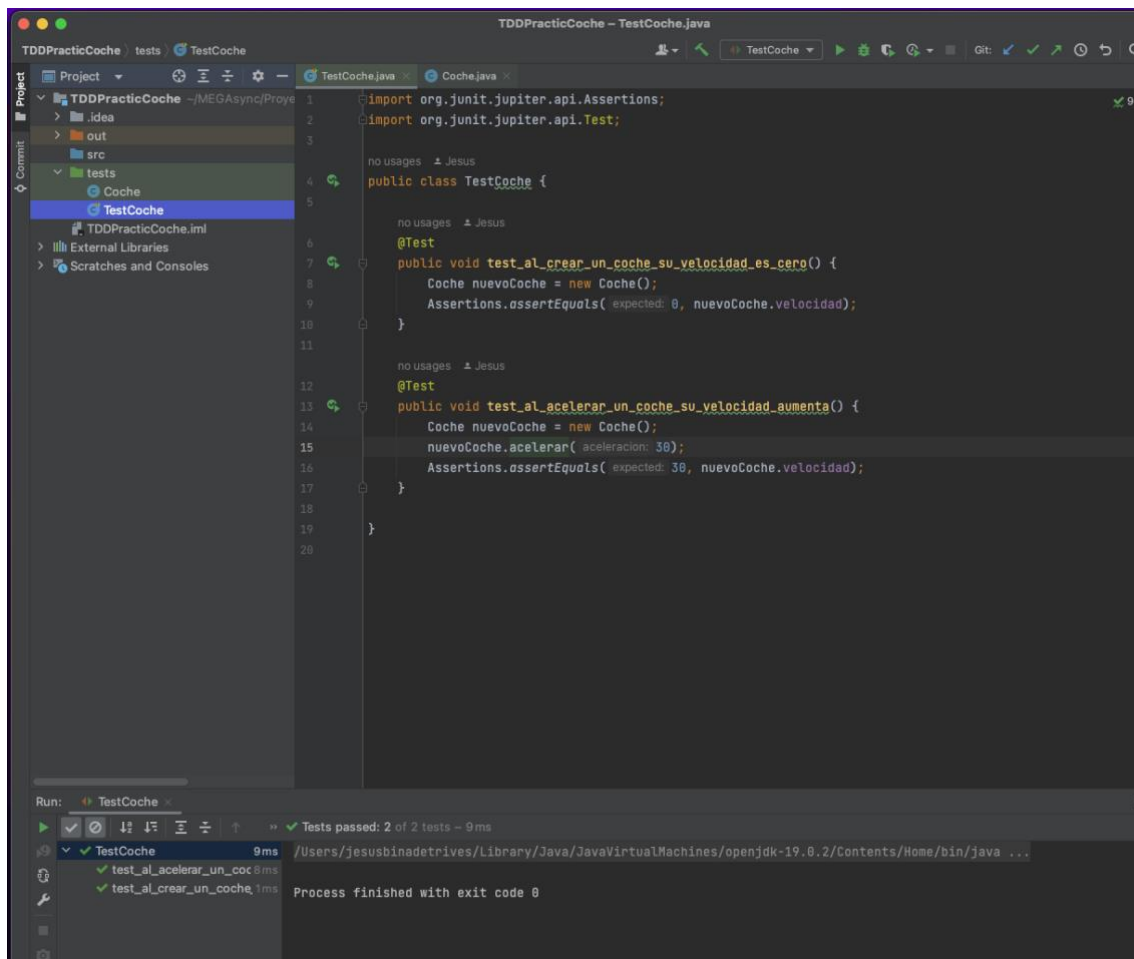 TDDPracticCoche – TestCoche.java
TDDPracticCoche tests TestCoche
TestCoche
Git:
Project
TestCoche.java
Coche.java
Project
Commit
TDDPracticCoche ~/MEGAsync/Proye
.idea
out
src
tests
Coche
TestCoche
TDDPracticCoche.iml
External Libraries
Scratches and Consoles
9
1 import org.junit.jupiter.api.Assertions;
2 import org.junit.jupiter.api.Test;
3
no usages Jesus
4 public class TestCoche {
5
no usages Jesus
6 @Test
7 public void test_al_crear_un_coche_su_velocidad_es_cero() {
8 Coche nuevoCoche = new Coche();
9 Assertions.assertEquals( expected: 0, nuevoCoche.velocidad);
10 }
11
no usages Jesus
12 @Test
13 public void test_al_acelerar_un_coche_su_velocidad_aumenta() {
14 Coche nuevoCoche = new Coche();
15 nuevoCoche.acelerar( aceleracion: 30);
16 Assertions.assertEquals( expected: 30, nuevoCoche.velocidad);
17 }
18
19 }
20
Run: TestCoche
» Tests passed: 2 of 2 tests – 9 ms
TestCoche 9 ms
test_al_acelerar_un_coc 8 ms
test_al_crear_un_coche_ 1 ms
/Users/jesusbinadetrives/Library/Java/JavaVirtualMachines/openjdk-19.0.2/Contents/Home/bin/java ...
Process finished with exit code 0